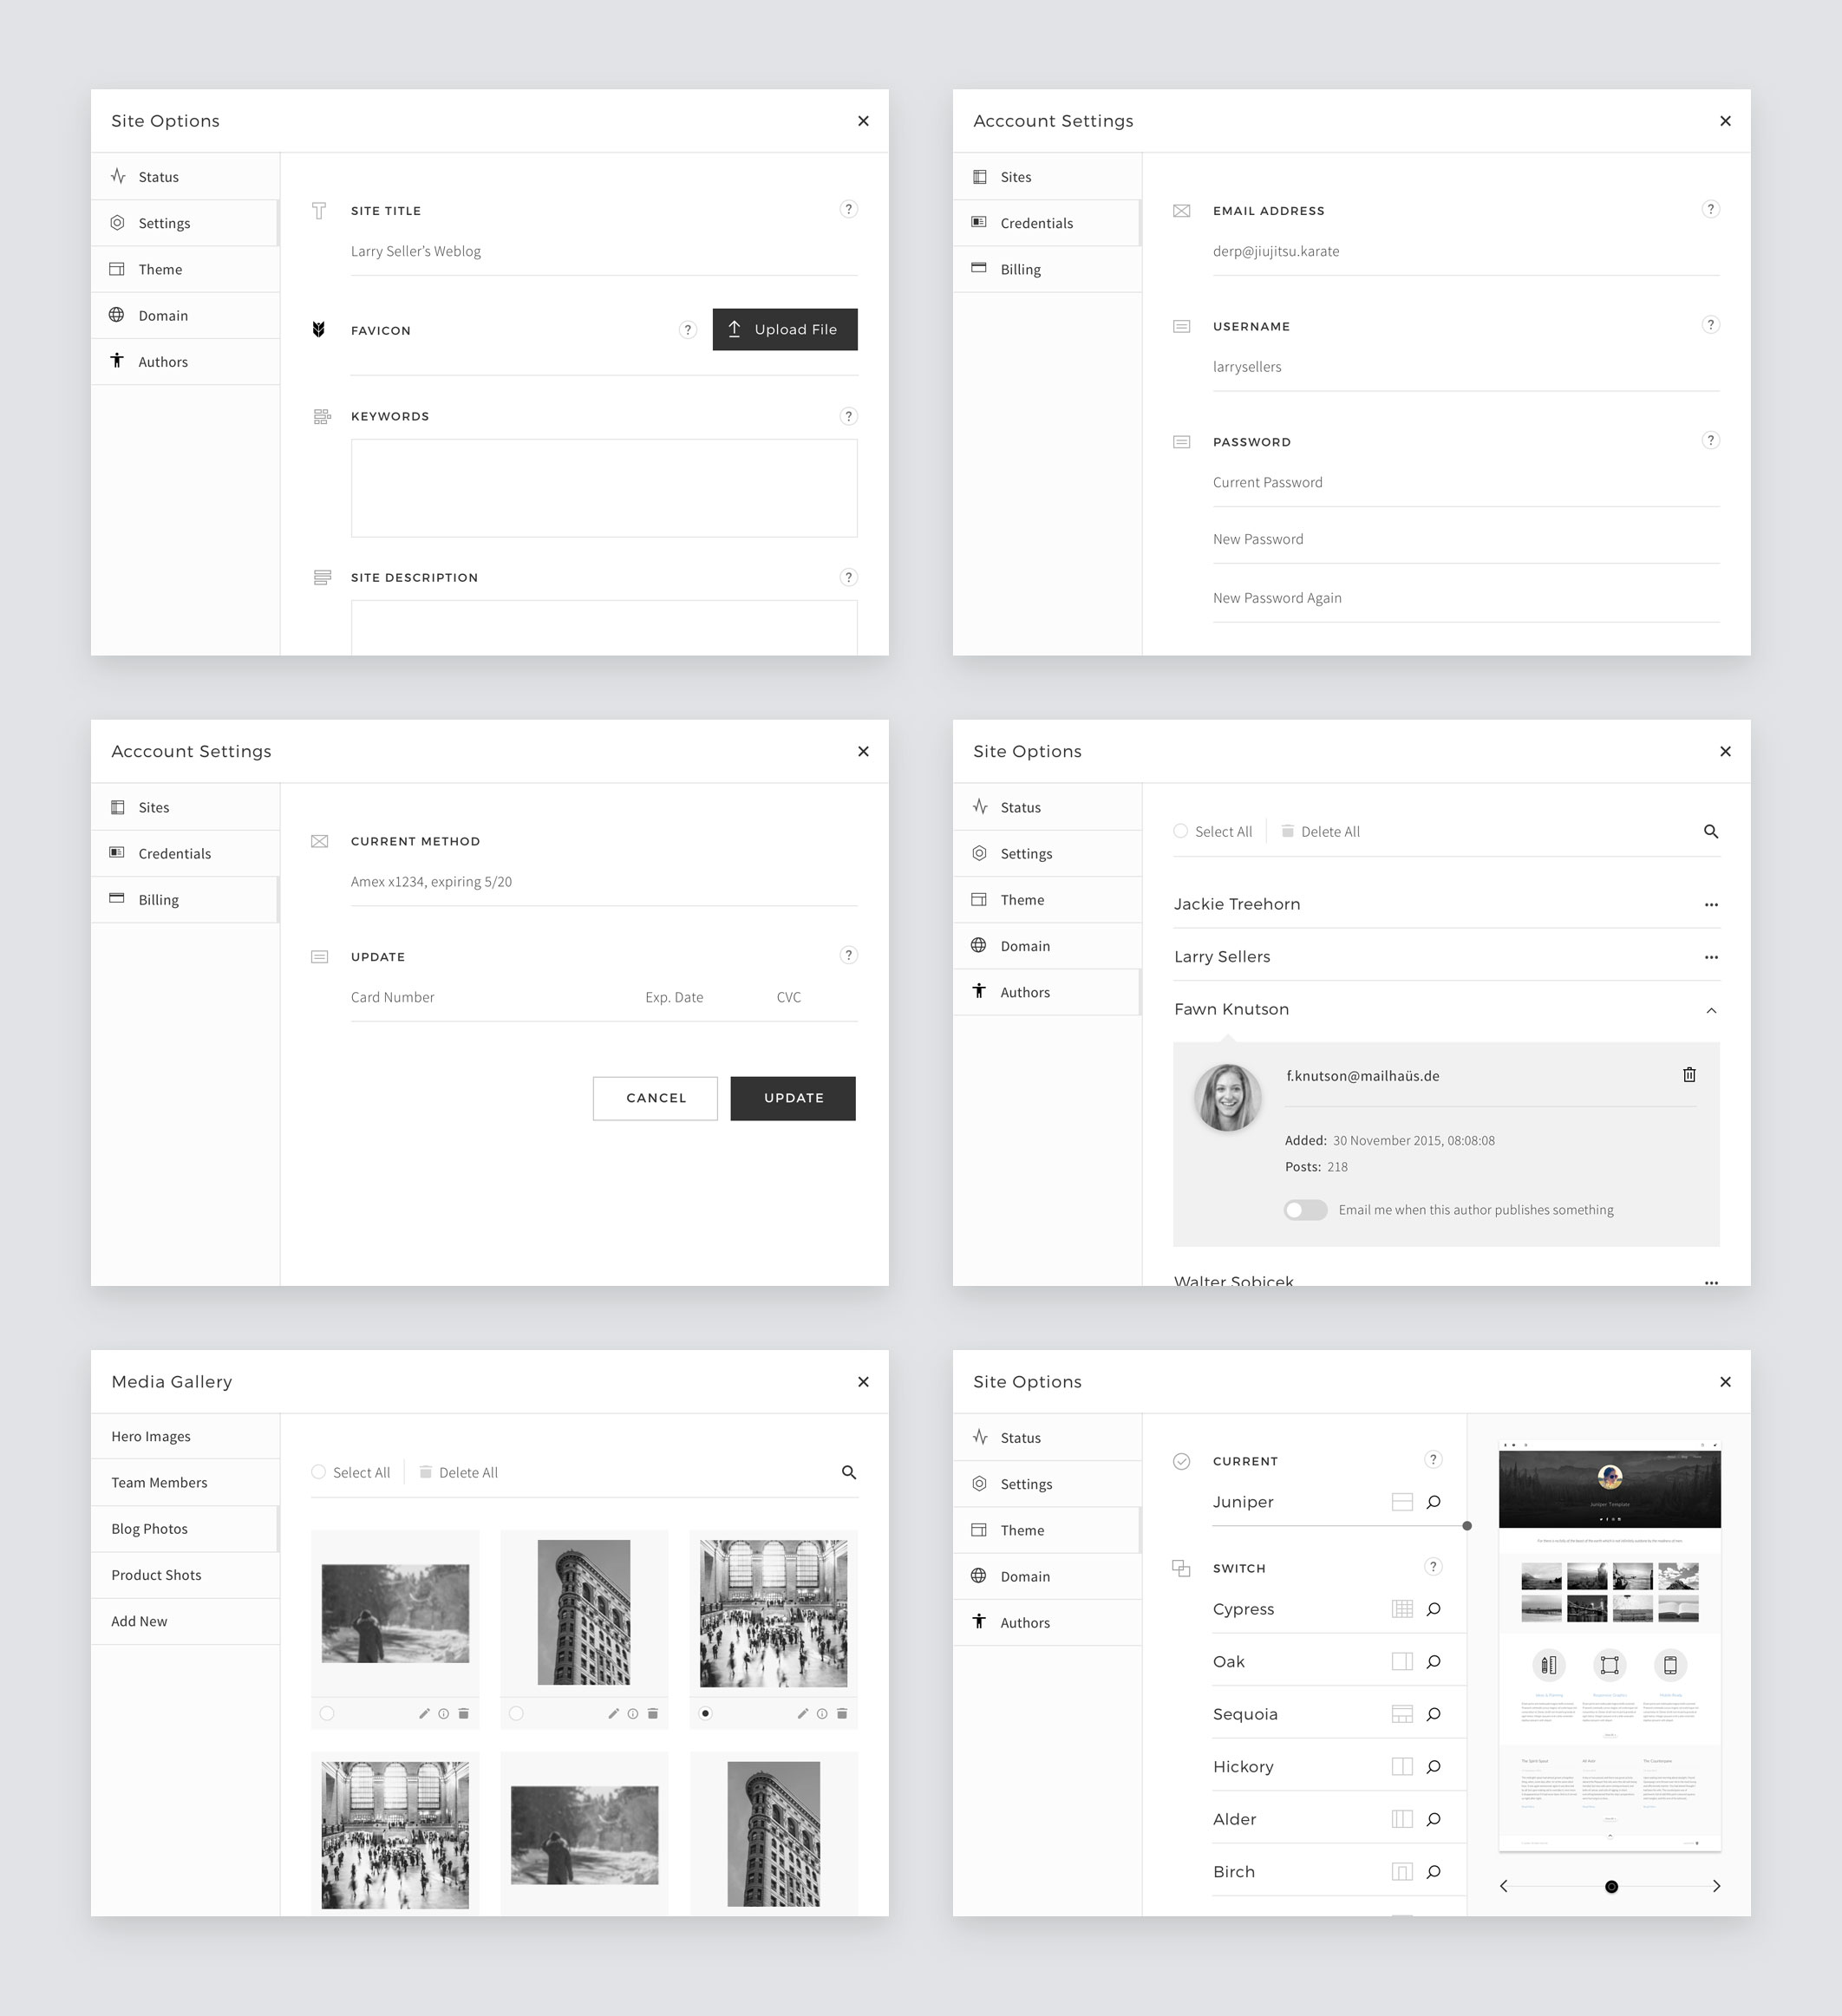 Site Options
Status
Settings
Theme
Domain
Authors
SITE TITLE
?
Larry Seller's Weblog
FAVICON
?
Upload File
KEYWORDS
?
SITE DESCRIPTION
?
Acccount Settings
Sites
Credentials
Billing
EMAIL ADDRESS
?
derp@jiujitsu.karate
USERNAME
?
larrysellers
PASSWORD
?
Current Password
New Password
New Password Again
Acccount Settings
Sites
Credentials
Billing
CURRENT METHOD
Amex x1234, expiring 5/20
UPDATE
?
Card Number Exp. Date CVC
CANCEL UPDATE
Site Options
Status
Settings
Theme
Domain
Authors
Select All Delete All
Jackie Treehorn
Larry Sellers
Fawn Knutson
f.knutson@mailhaüs.de
Added: 30 November 2015, 08:08:08
Posts: 218
Email me when this author publishes something
Walter Sobicek
Media Gallery
Hero Images
Team Members
Blog Photos
Product Shots
Add New
Select All Delete All
Site Options
Status
Settings
Theme
Domain
Authors
CURRENT
?
Juniper
SWITCH
?
Cypress
Oak
Sequoia
Hickory
Alder
Birch
Juniper Template